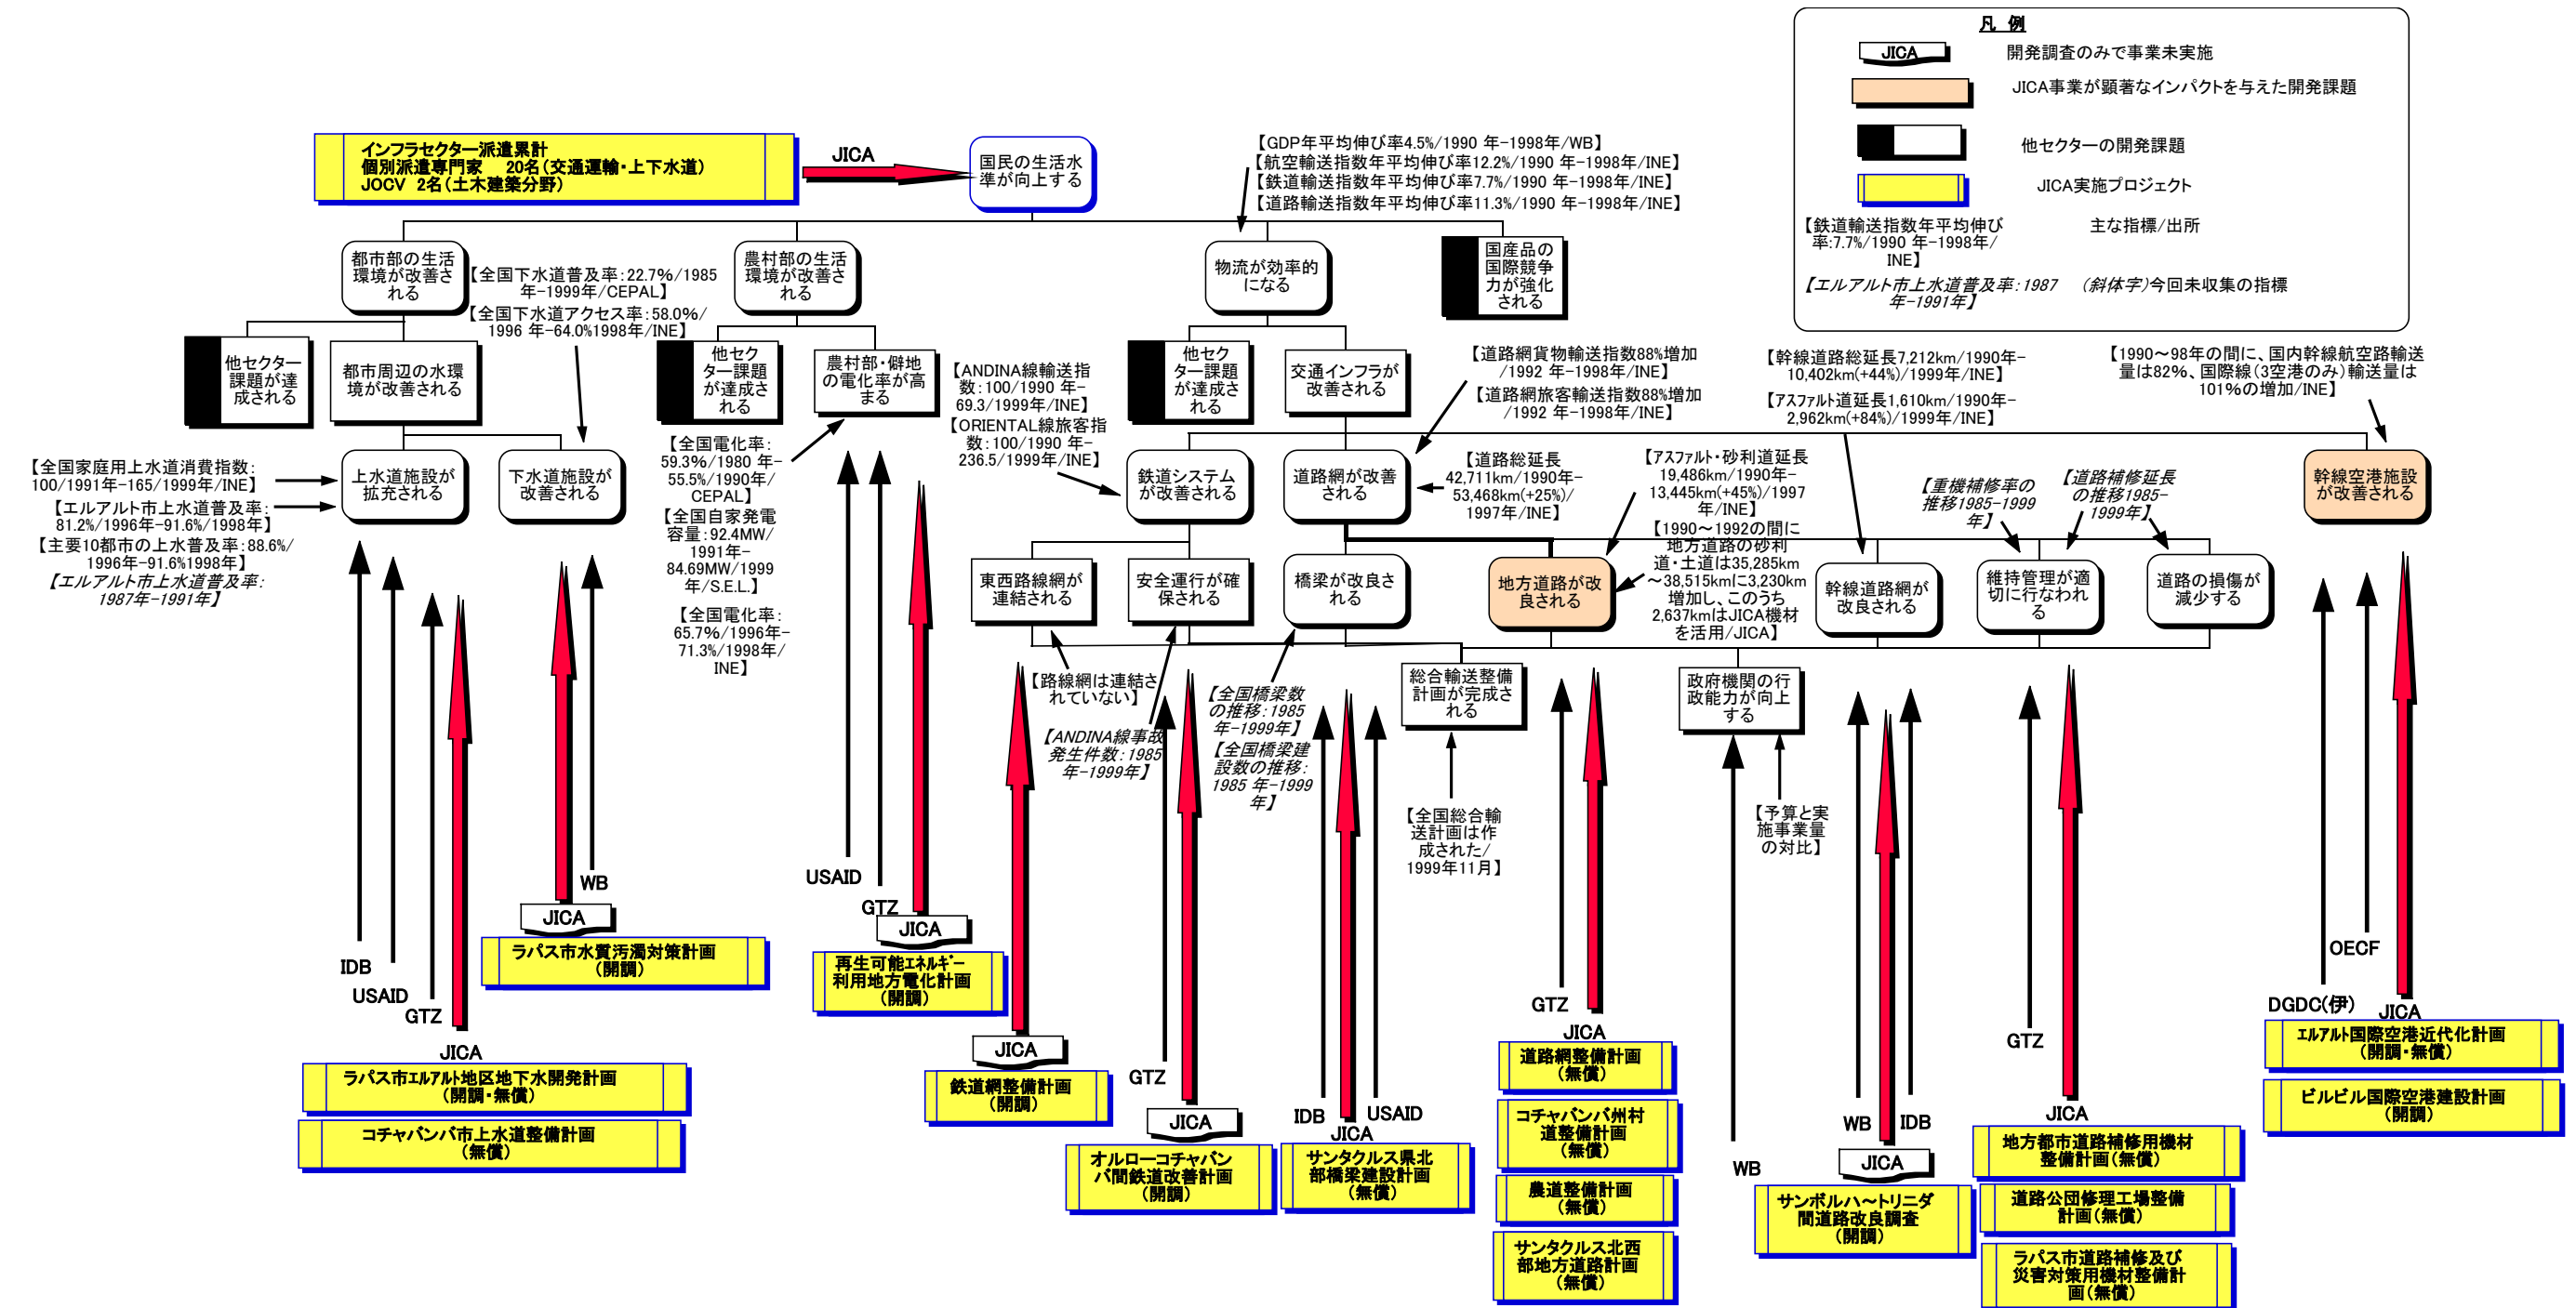 凡 例
JICA
開発調査のみで事業未実施
JICA事業が顕著なインパクトを与えた開発課題
他セクターの開発課題
JICA実施プロジェクト
【鉄道輸送指数年平均伸び
率:7.7%/1990 年-1998年/
INE】
主な指標/出所
【エルアルト市上水道普及率:1987
年-1991年】
(斜体字)今回未収集の指標
インフラセクター派遣累計
個別派遣専門家 20名(交通運輸・上下水道)
JOCV 2名(土木建築分野)
JICA
国民の生活水
準が向上する
【GDP年平均伸び率4.5%/1990 年-1998年/WB】
【航空輸送指数年平均伸び率12.2%/1990 年-1998年/INE】
【鉄道輸送指数年平均伸び率7.7%/1990 年-1998年/INE】
【道路輸送指数年平均伸び率11.3%/1990 年-1998年/INE】
都市部の生活
環境が改善さ
れる
【全国下水道普及率:22.7%/1985
年-1999年/CEPAL】
【全国下水道アクセス率:58.0%/
1996 年-64.0%1998年/INE】
農村部の生活
環境が改善さ
れる
物流が効率的
になる
国産品の
国際競争
力が強化
される
他セクター
課題が達
成される
都市周辺の水環
境が改善される
他セク
ター課題
が達成さ
れる
農村部・僻地
の電化率が高
まる
【ANDINA線輸送指
数:100/1990 年-
69.3/1999年/INE】
【ORIENTAL線旅客指
数:100/1990 年-
236.5/1999年/INE】
他セク
ター課題
が達成さ
れる
交通インフラが
改善される
【道路網貨物輸送指数88%増加
/1992 年-1998年/INE】
【道路網旅客輸送指数88%増加
/1992 年-1998年/INE】
【幹線道路総延長7,212km/1990年-
10,402km(+44%)/1999年/INE】
【アスファルト道延長1,610km/1990年-
2,962km(+84%)/1999年/INE】
【1990～98年の間に、国内幹線航空路輸送
量は82%、国際線(3空港のみ)輸送量は
101%の増加/INE】
【全国家庭用上水道消費指数:
100/1991年-165/1999年/INE】
【エルアルト市上水道普及率:
81.2%/1996年-91.6%/1998年】
【主要10都市の上水普及率:88.6%/
1996年-91.6%1998年】
【エルアルト市上水道普及率:
1987年-1991年】
上水道施設が
拡充される
下水道施設が
改善される
【全国電化率:
59.3%/1980 年-
55.5%/1990年/
CEPAL】
【全国自家発電
容量:92.4MW/
1991年-
84.69MW/1999
年/S.E.L.】
【全国電化率:
65.7%/1996年-
71.3%/1998年/
INE】
鉄道システム
が改善される
道路網が改善
される
【道路総延長
42,711km/1990年-
53,468km(+25%)/
1997年/INE】
【アスファルト・砂利道延長
19,486km/1990年-
13,445km(+45%)/1997
年/INE】
【1990～1992の間に
地方道路の砂利
道・土道は35,285km
～38,515kmに3,230km
増加し、このうち
2,637kmはJICA機材
を活用/JICA】
【重機補修率の
推移1985-1999
年】
【道路補修延長
の推移1985-
1999年】
幹線空港施設
が改善される
東西路線網が
連結される
安全運行が確
保される
橋梁が改良さ
れる
地方道路が改
良される
幹線道路網が
改良される
維持管理が適
切に行なわれ
る
道路の損傷が
減少する
【路線網は連結さ
れていない】
【ANDINA線事故
発生件数:1985
年-1999年】
【全国橋梁数
の推移:1985
年-1999年】
【全国橋梁建
設数の推移:
1985 年-1999
年】
総合輸送整備
計画が完成さ
れる
政府機関の行
政能力が向上
する
【全国総合輸
送計画は作
成された/
1999年11月】
【予算と実
施事業量
の対比】
IDB
USAID
GTZ
JICA
ラパス市エルアルト地区地下水開発計画
(開調・無償)
コチャバンバ市上水道整備計画
(無償)
WB
JICA
ラパス市水質汚濁対策計画
(開調)
USAID
GTZ
JICA
再生可能エネルギー
利用地方電化計画
(開調)
JICA
鉄道網整備計画
(開調)
GTZ
JICA
オルローコチャバン
バ間鉄道改善計画
(開調)
IDB
USAID
JICA
サンタクルス県北
部橋梁建設計画
(無償)
GTZ
JICA
道路網整備計画
(無償)
コチャバンバ州村
道整備計画
(無償)
農道整備計画
(無償)
サンタクルス北西
部地方道路計画
(無償)
WB
WB
IDB
JICA
サンボルハ～トリニダ
間道路改良調査
(開調)
GTZ
JICA
地方都市道路補修用機材
整備計画(無償)
道路公団修理工場整備
計画(無償)
ラパス市道路補修及び
災害対策用機材整備計
画(無償)
DGDC(伊)
OECF
JICA
エルアルト国際空港近代化計画
(開調・無償)
ビルビル国際空港建設計画
(開調)